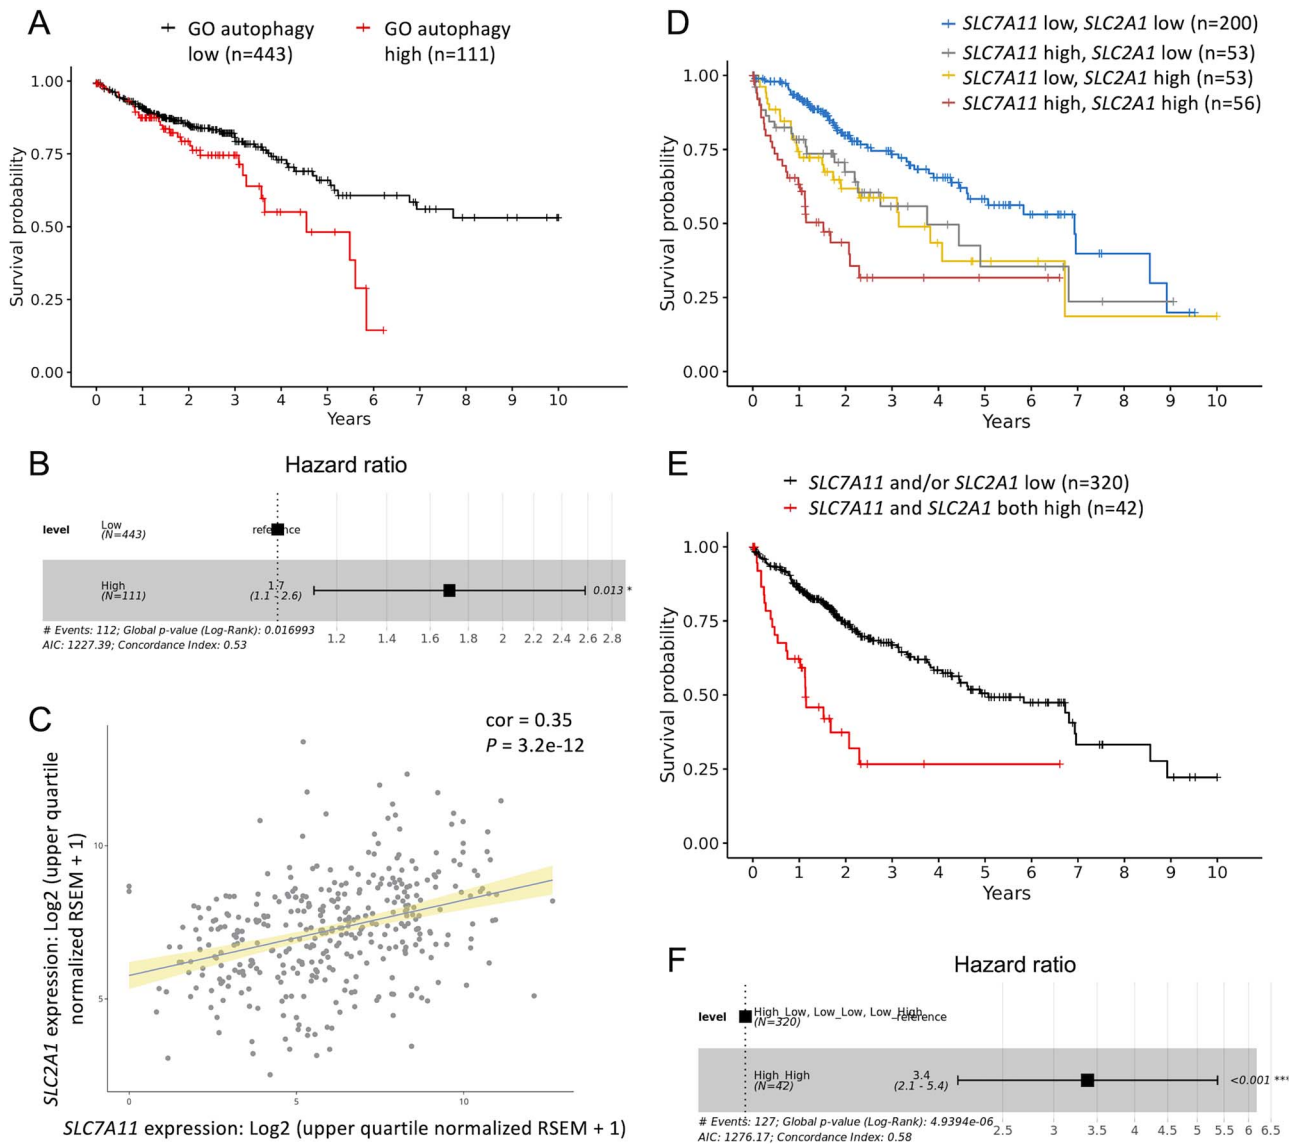 A
GO autophagy
low (n=443)
GO autophagy
high (n=111)
Survival probability
1.00
0.75
0.50
0.25
0.00
0 1 2 3 4 5 6 7 8 9 10
Years
B
Hazard ratio
level
Low
(N=443)
reference
High
(N=111)
1.7
(1.1 - 2.6)
0.013 *
# Events: 112; Global p-value (Log-Rank): 0.016993
AIC: 1227.39; Concordance Index: 0.53
1.2 1.4 1.6 1.8 2 2.2 2.4 2.6 2.8
C
cor = 0.35
P = 3.2e-12
SLC2A1 expression: Log2 (upper quartile
normalized RSEM + 1)
10
5
0 5 10
SLC7A11 expression: Log2 (upper quartile normalized RSEM + 1)
D
SLC7A11 low, SLC2A1 low (n=200)
SLC7A11 high, SLC2A1 low (n=53)
SLC7A11 low, SLC2A1 high (n=53)
SLC7A11 high, SLC2A1 high (n=56)
Survival probability
1.00
0.75
0.50
0.25
0.00
0 1 2 3 4 5 6 7 8 9 10
Years
E
SLC7A11 and/or SLC2A1 low (n=320)
SLC7A11 and SLC2A1 both high (n=42)
Survival probability
1.00
0.75
0.50
0.25
0.00
0 1 2 3 4 5 6 7 8 9 10
Years
F
Hazard ratio
level
High_Low, Low_Low, Low_High
(N=320)
reference
High_High
(N=42)
3.4
(2.1 - 5.4)
<0.001 ***
# Events: 127; Global p-value (Log-Rank): 4.9394e-06
AIC: 1276.17; Concordance Index: 0.58
2.5 3 3.5 4 4.5 5 5.5 6 6.5